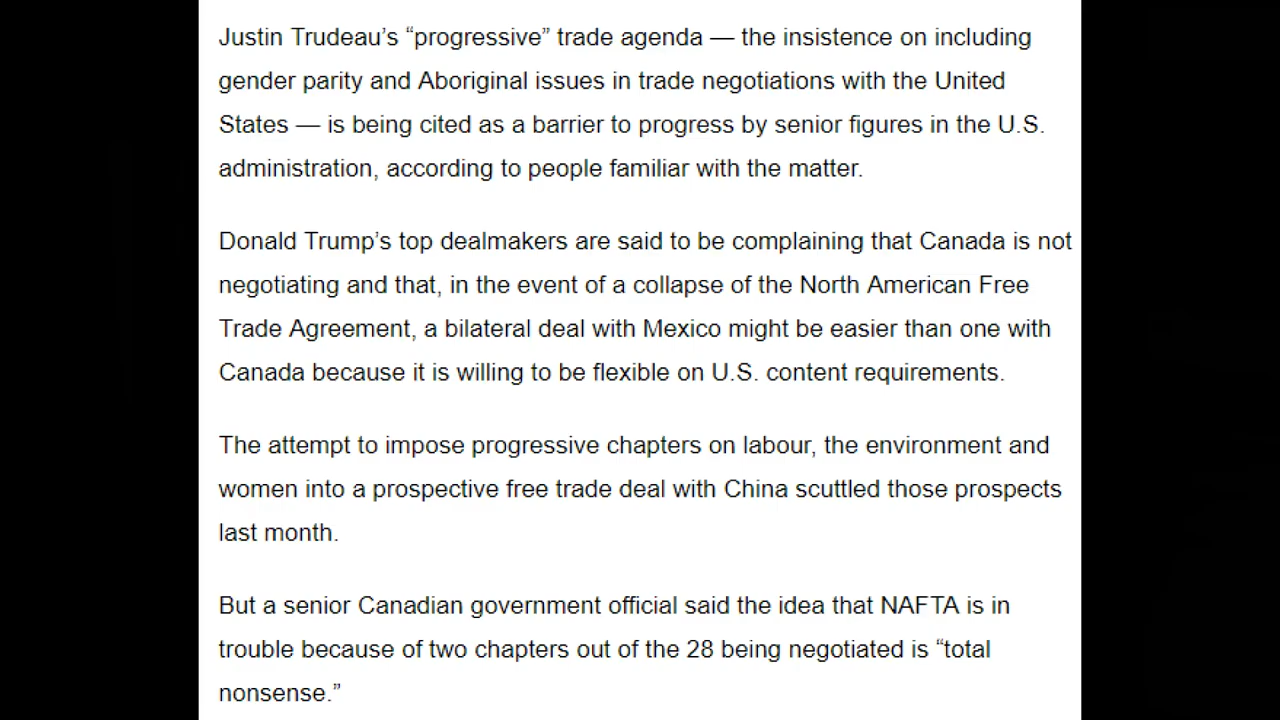 Justin Trudeau’s “progressive” trade agenda — the insistence on including
gender parity and Aboriginal issues in trade negotiations with the United
States — is being cited as a barrier to progress by senior figures in the U.S.
administration, according to people familiar with the matter.
Donald Trump’s top dealmakers are said to be complaining that Canada is not
negotiating and that, in the event of a collapse of the North American Free
Trade Agreement, a bilateral deal with Mexico might be easier than one with
Canada because it is willing to be flexible on U.S. content requirements.
The attempt to impose progressive chapters on labour, the environment and
women into a prospective free trade deal with China scuttled those prospects
last month.
But a senior Canadian government official said the idea that NAFTA is in
trouble because of two chapters out of the 28 being negotiated is “total
nonsense.”